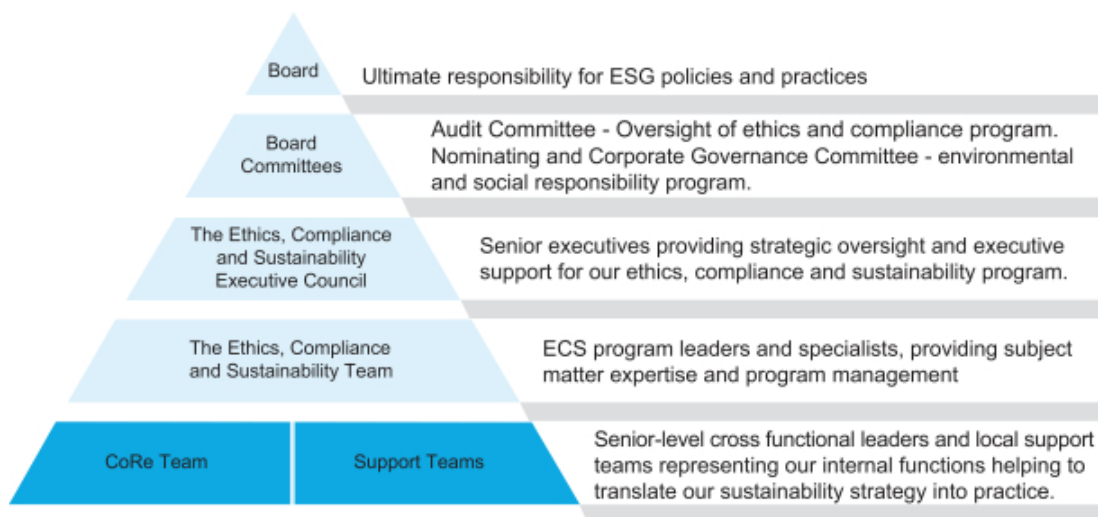 Board
Ultimate responsibility for ESG policies and practices
Board
Committees
Audit Committee - Oversight of ethics and compliance program.
Nominating and Corporate Governance Committee - environmental
and social responsibility program.
The Ethics, Compliance
and Sustainability
Executive Council
Senior executives providing strategic oversight and executive
support for our ethics, compliance and sustainability program.
The Ethics, Compliance
and Sustainability Team
ECS program leaders and specialists, providing subject
matter expertise and program management
CoRe Team
Support Teams
Senior-level cross functional leaders and local support
teams representing our internal functions helping to
translate our sustainability strategy into practice.